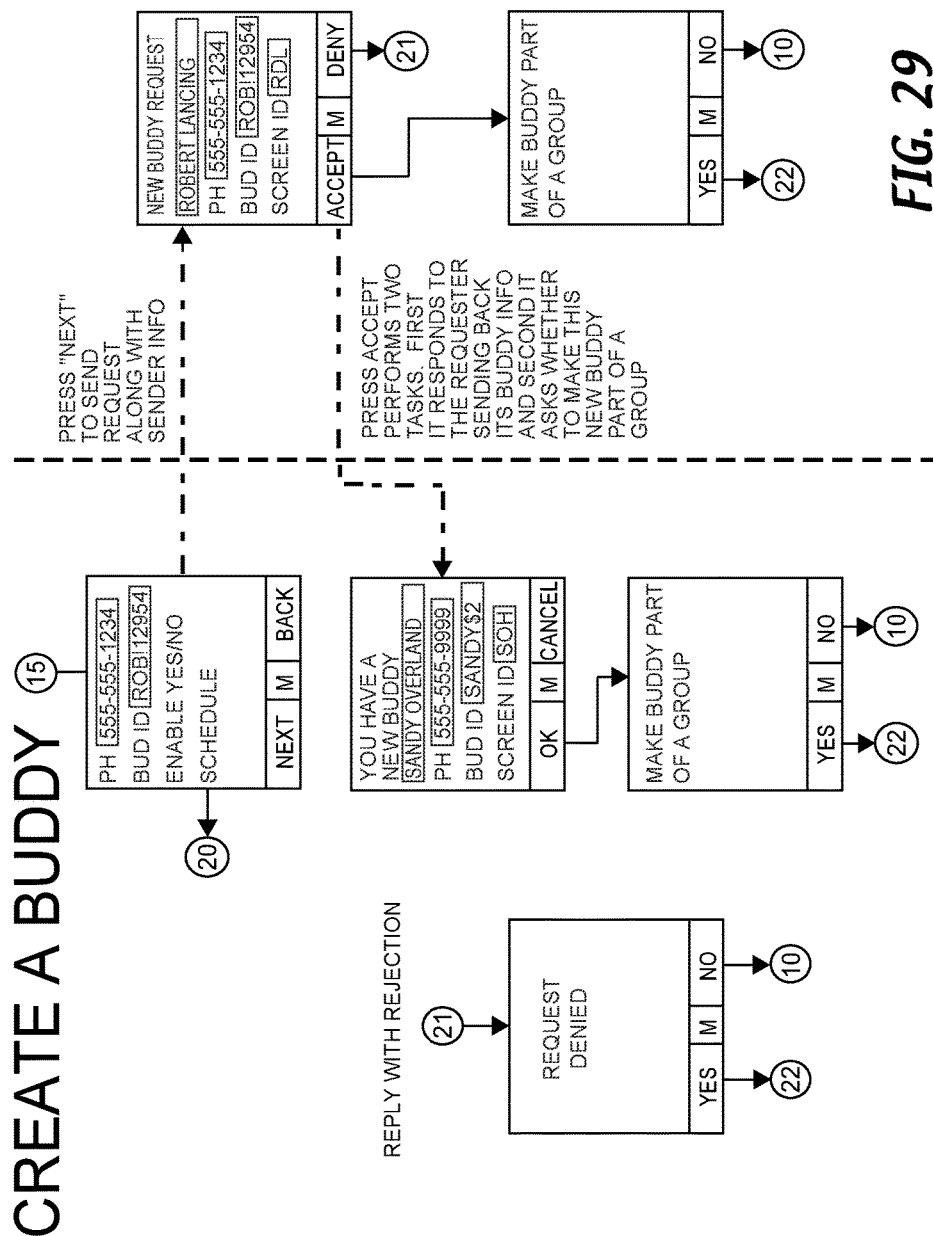 CREATE A BUDDY
15
PH 555-555-1234
BUD ID ROB!12954
ENABLE YES/NO
SCHEDULE
NEXT M BACK
20
PRESS "NEXT"
TO SEND
REQUEST
ALONG WITH
SENDER INFO
NEW BUDDY REQUEST
ROBERT LANCING
PH 555-555-1234
BUD ID ROB!12954
SCREEN ID RDL
ACCEPT M DENY
21
REPLY WITH REJECTION
21
REQUEST
DENIED
YES M NO
22
10
YOU HAVE A
NEW BUDDY
SANDY OVERLAND
PH 555-555-9999
BUD ID SANDY$2
SCREEN ID SOH
OK M CANCEL
MAKE BUDDY PART
OF A GROUP
YES M NO
22
10
PRESS ACCEPT
PERFORMS TWO
TASKS. FIRST
IT RESPONDS TO
THE REQUESTER
SENDING BACK
ITS BUDDY INFO
AND SECOND IT
ASKS WHETHER
TO MAKE THIS
NEW BUDDY
PART OF A
GROUP
MAKE BUDDY PART
OF A GROUP
YES M NO
22
10
FIG. 29